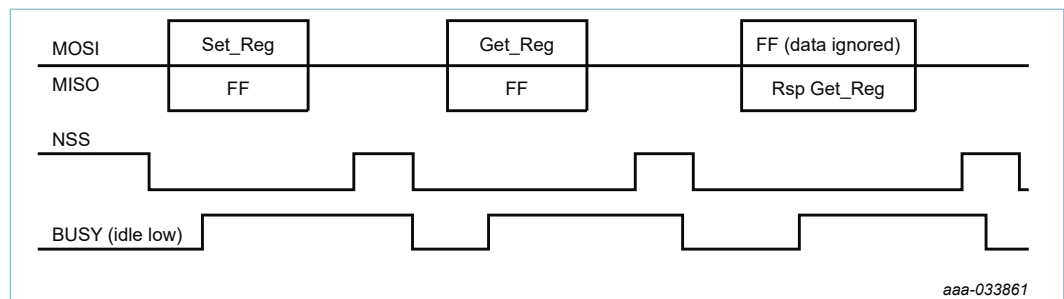 MOSI
Set_Reg
Get_Reg
FF (data ignored)
MISO
FF
FF
Rsp Get_Reg
NSS
BUSY (idle low)
aaa-033861